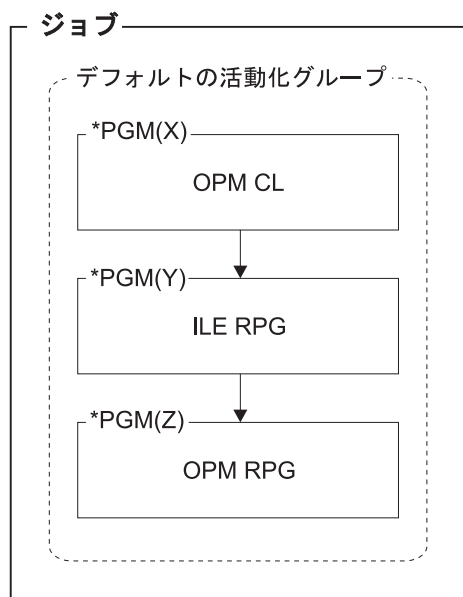 ジョブ
デフォルトの活動化グループ
*PGM(X)
OPM CL
*PGM(Y)
ILE RPG
*PGM(Z)
OPM RPG